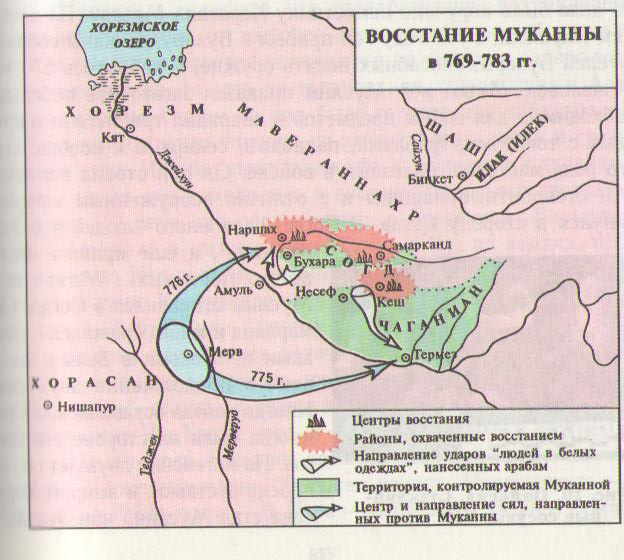 ВОССТАНИЕ МУКАННЫ
в 769-783 гг.
ХОРЕЗМСКОЕ
ОЗЕРО
ХОРЕЗМ
Кят
Джейхун
МАВЕРАННАХР
ШАШ
ИЛАК (ИЛЕК)
Сайхун
Бинкет
Наршах
Бухара
СОГД
Самарканд
Кеш
Несеф
Амуль
ЧАГАНИАН
Термез
776 г.
Мерв
775 г.
ХОРАСАН
Нишапур
Теджен
Мерверуд
Центры восстания
Районы, охваченные восстанием
Направление ударов "людей в белых
одеждах", нанесенных арабам
Территория, контролируемая Муканной
Центр и направление сил, направлен-
ных против Муканны